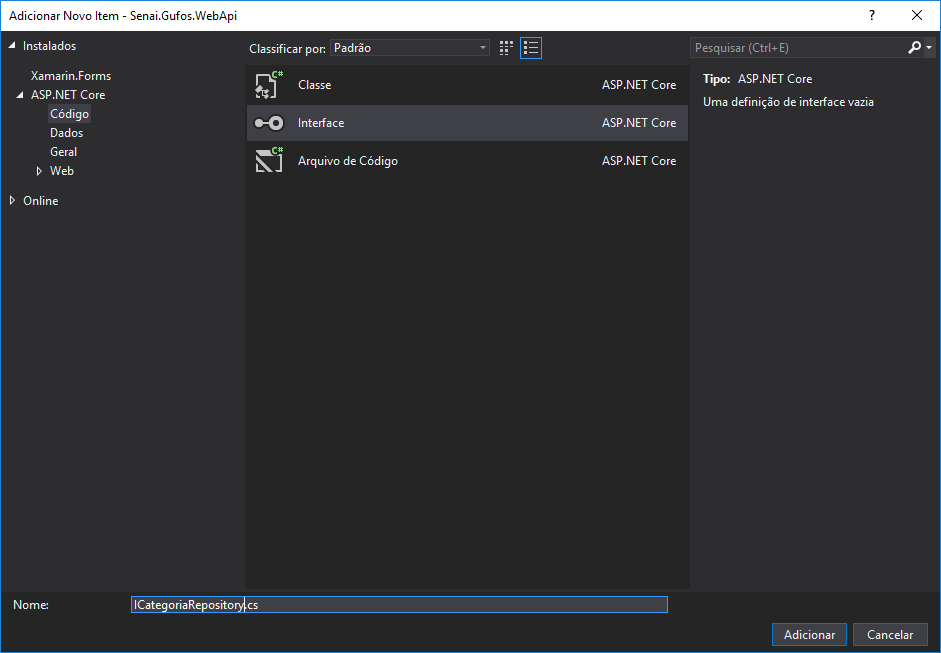 Adicionar Novo Item - Senai.Gufos.WebApi
?
Instalados
Xamarin.Forms
ASP.NET Core
Código
Dados
Geral
Web
Online
Classificar por: Padrão
C# Classe ASP.NET Core
Interface ASP.NET Core
C# Arquivo de Código ASP.NET Core
Pesquisar (Ctrl+E)
Tipo: ASP.NET Core
Uma definição de interface vazia
Nome: ICategoriaRepository.cs
Adicionar Cancelar